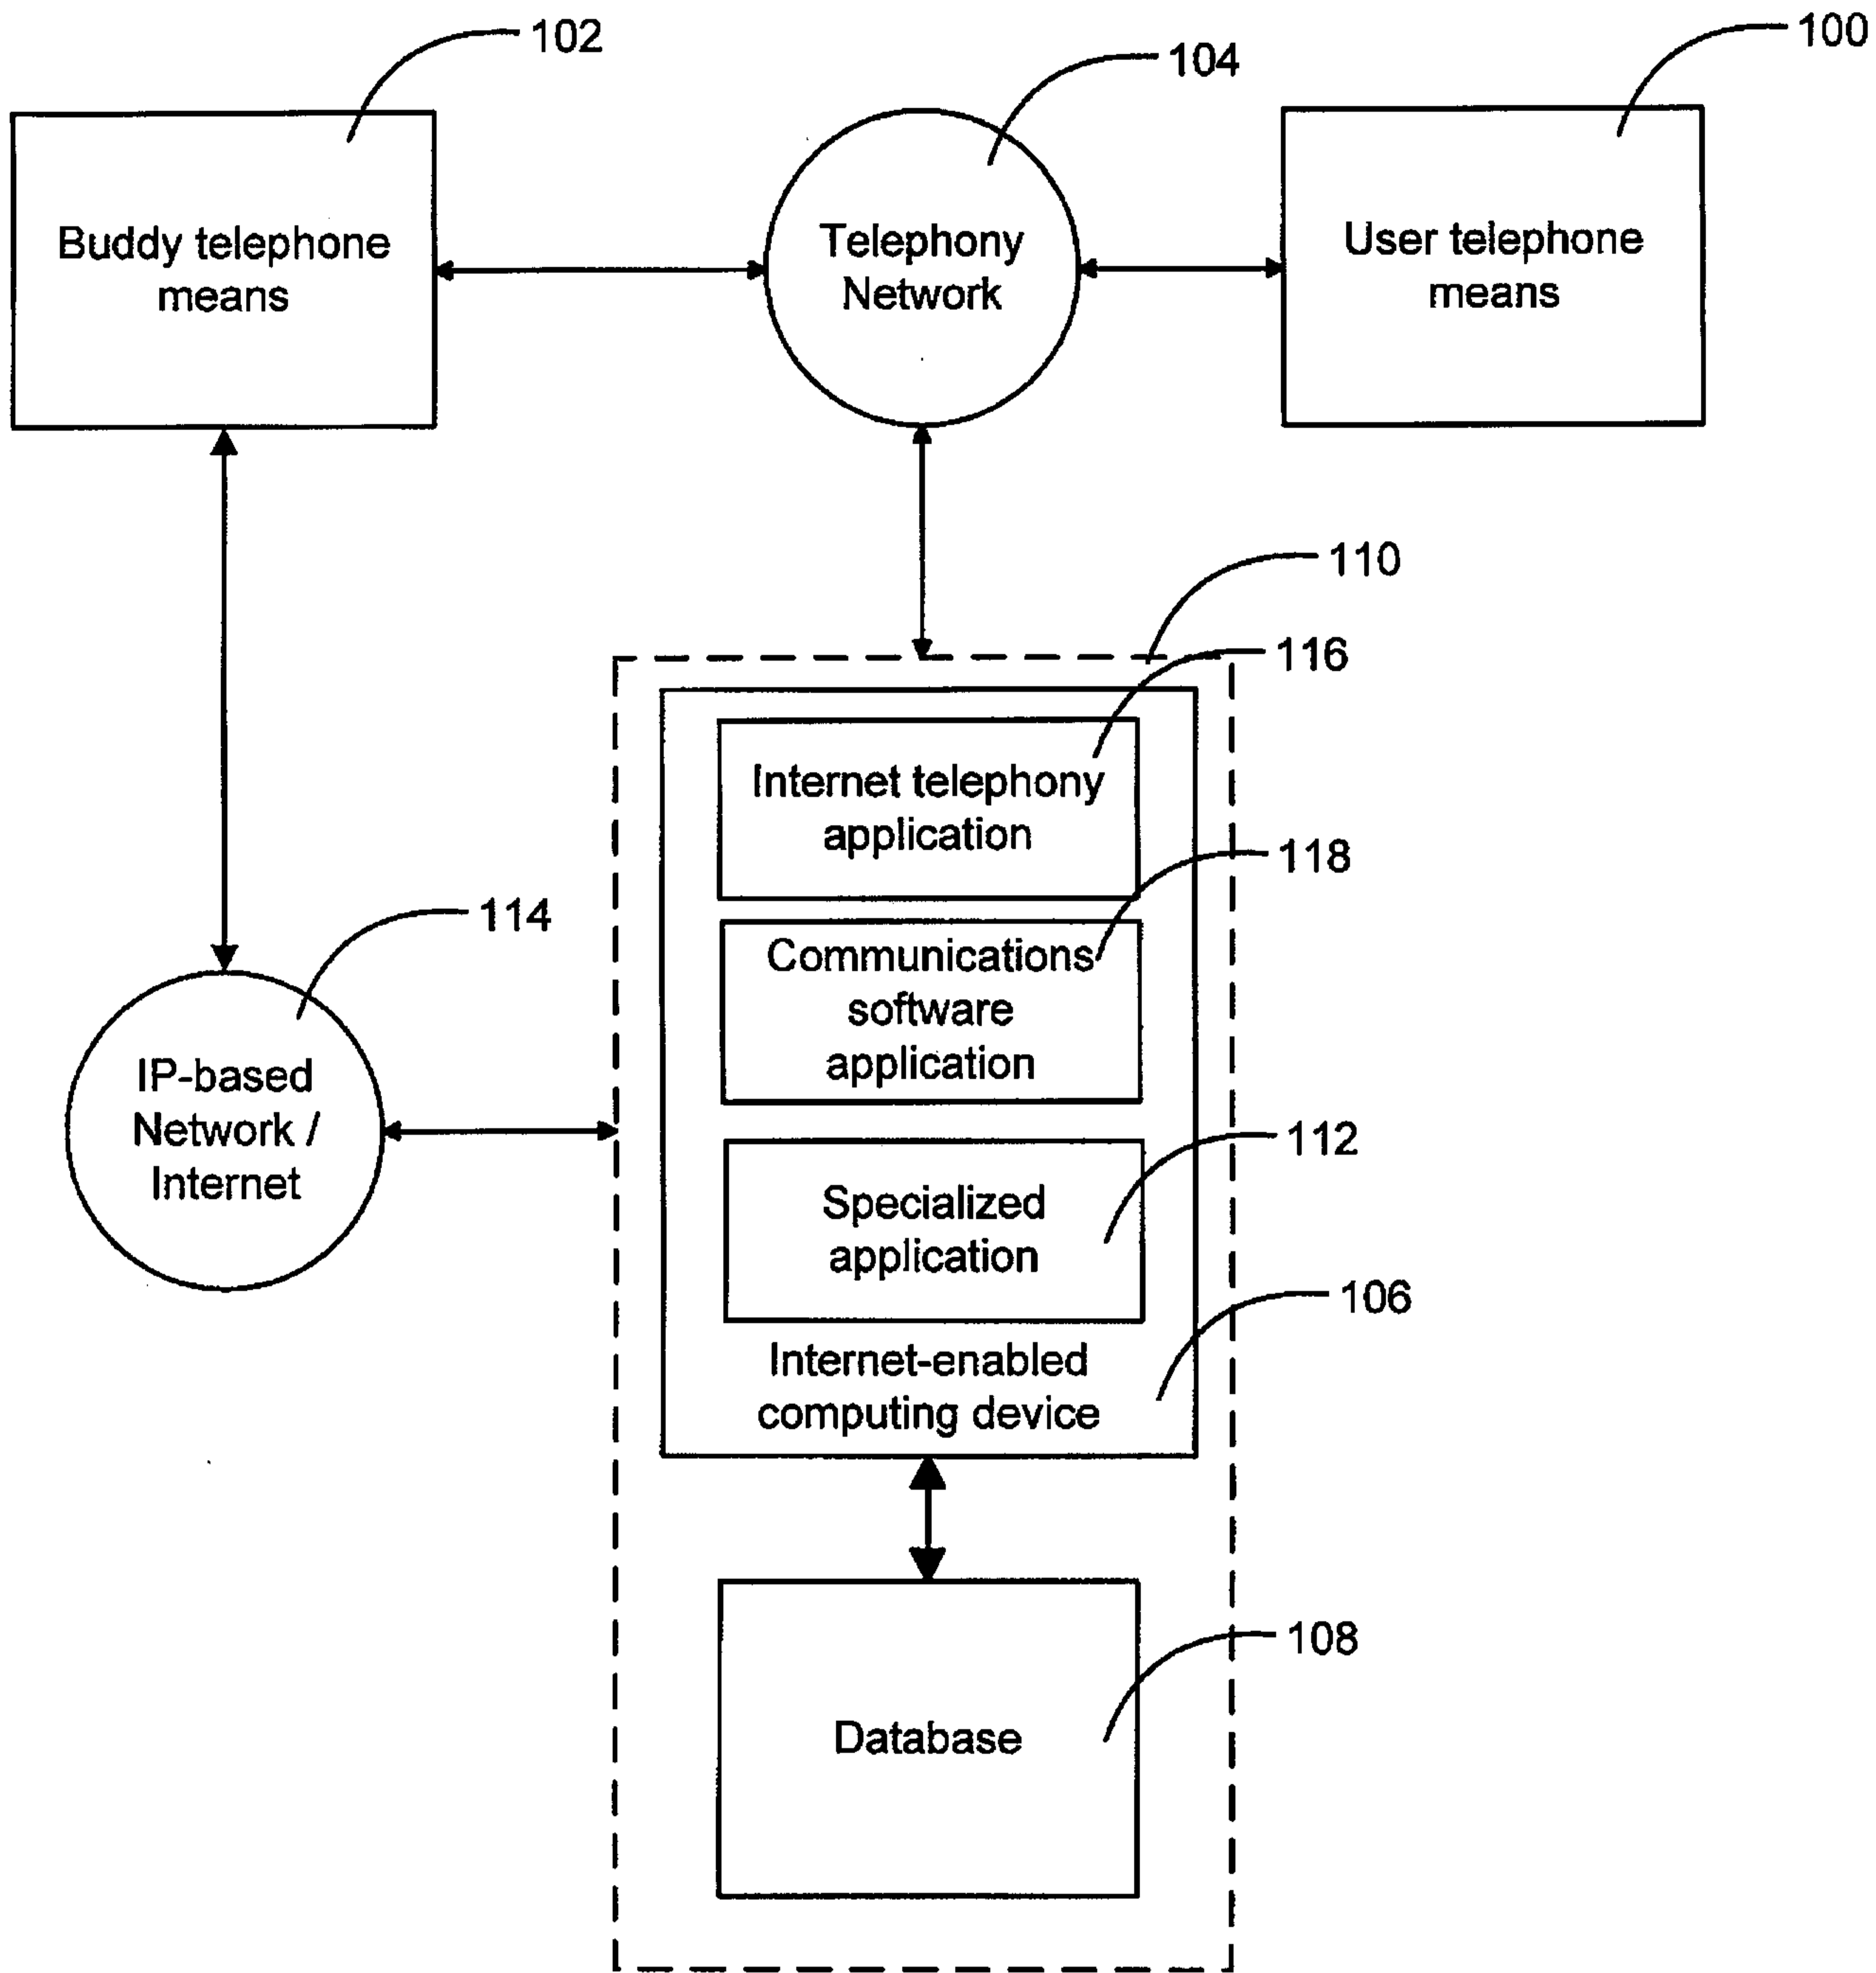 102
104
100
Buddy telephone
means
Telephony
Network
User telephone
means
110
116
Internet telephony
application
118
114
Communications
software
application
IP-based
Network /
Internet
112
Specialized
application
106
Internet-enabled
computing device
108
Database